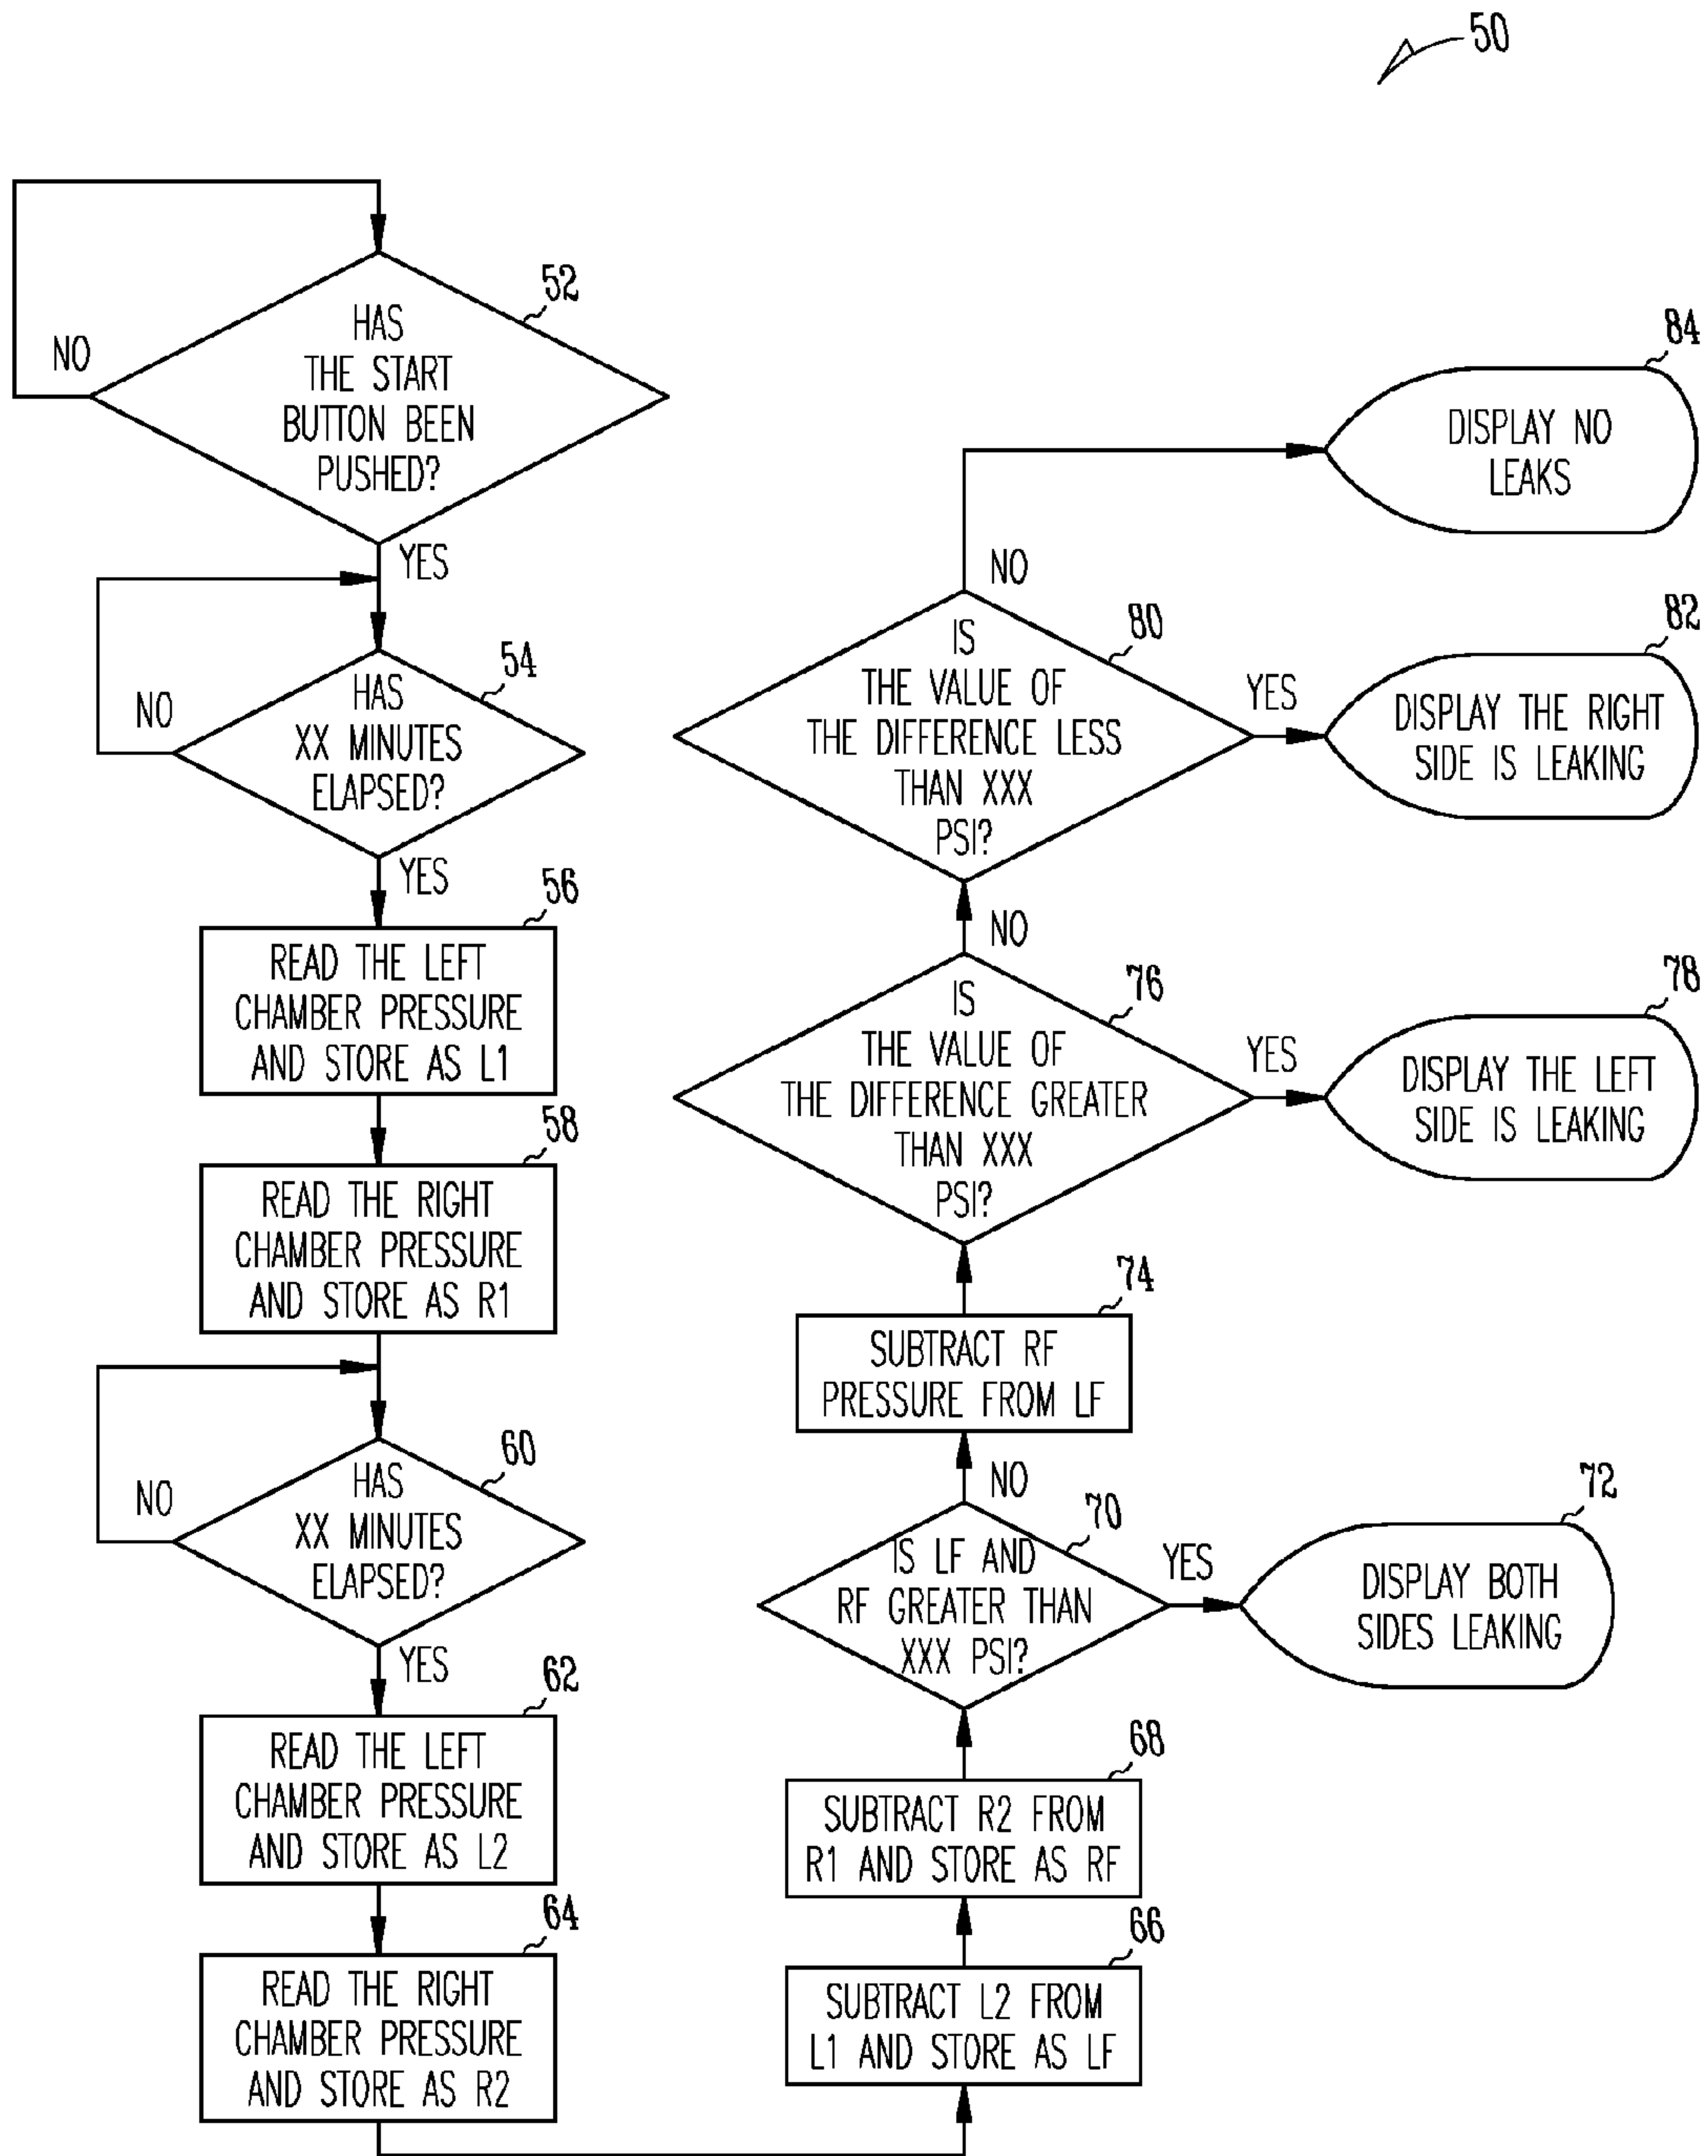 50
52
HAS
THE START
BUTTON BEEN
PUSHED?
NO
YES
54
HAS
XX MINUTES
ELAPSED?
NO
YES
56
READ THE LEFT
CHAMBER PRESSURE
AND STORE AS L1
58
READ THE RIGHT
CHAMBER PRESSURE
AND STORE AS R1
60
HAS
XX MINUTES
ELAPSED?
NO
YES
62
READ THE LEFT
CHAMBER PRESSURE
AND STORE AS L2
64
READ THE RIGHT
CHAMBER PRESSURE
AND STORE AS R2
66
SUBTRACT L2 FROM
L1 AND STORE AS LF
68
SUBTRACT R2 FROM
R1 AND STORE AS RF
70
IS LF AND
RF GREATER THAN
XXX PSI?
YES
72
DISPLAY BOTH
SIDES LEAKING
NO
74
SUBTRACT RF
PRESSURE FROM LF
76
IS
THE VALUE OF
THE DIFFERENCE GREATER
THAN XXX
PSI?
YES
78
DISPLAY THE LEFT
SIDE IS LEAKING
NO
80
IS
THE VALUE OF
THE DIFFERENCE LESS
THAN XXX
PSI?
YES
82
DISPLAY THE RIGHT
SIDE IS LEAKING
NO
84
DISPLAY NO
LEAKS